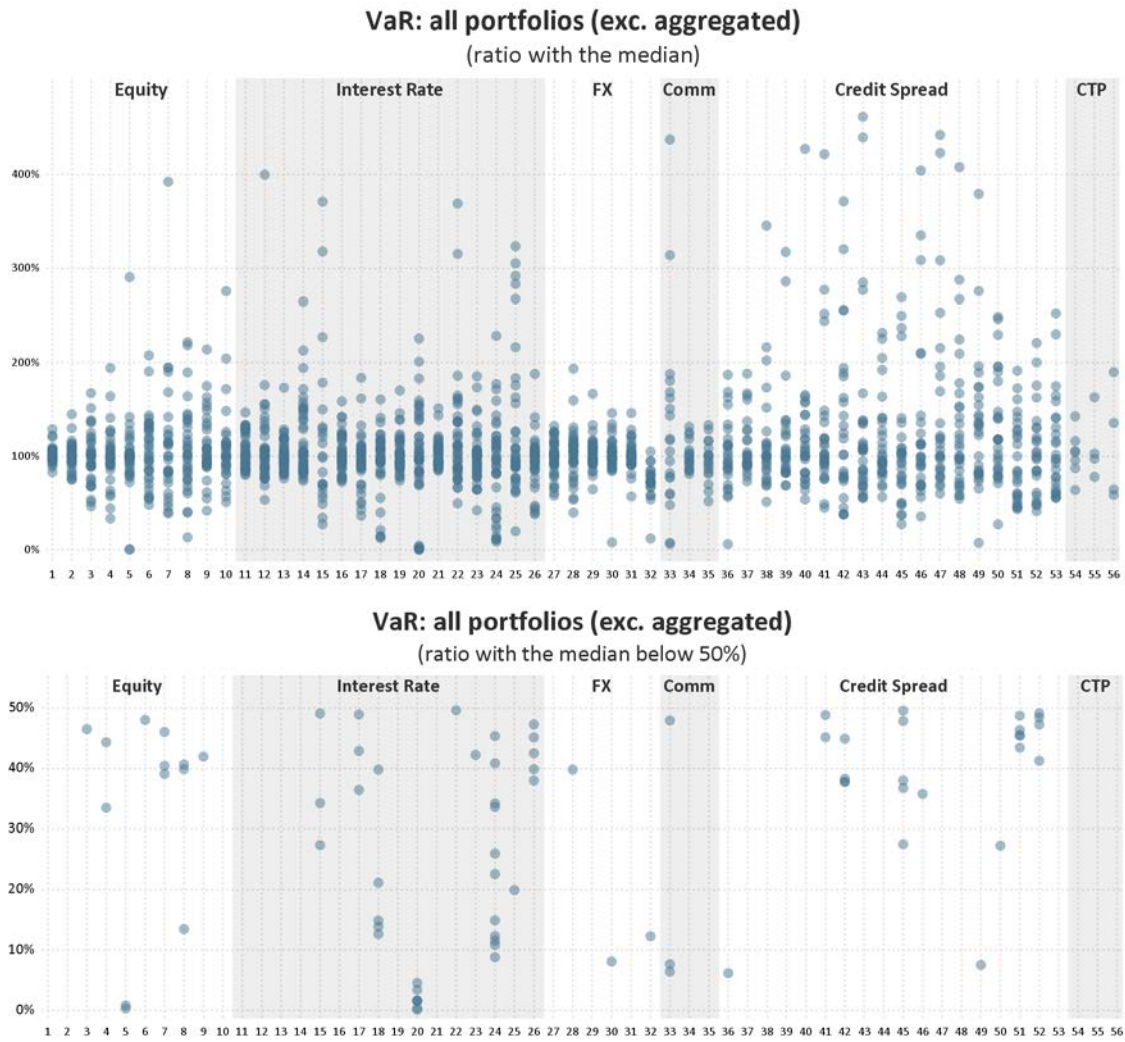 VaR: all portfolios (exc. aggregated)
(ratio with the median)
Equity Interest Rate FX Comm Credit Spread CTP
400%
300%
200%
100%
0%
1 2 3 4 5 6 7 8 9 10 11 12 13 14 15 16 17 18 19 20 21 22 23 24 25 26 27 28 29 30 31 32 33 34 35 36 37 38 39 40 41 42 43 44 45 46 47 48 49 50 51 52 53 54 55 56
VaR: all portfolios (exc. aggregated)
(ratio with the median below 50%)
Equity Interest Rate FX Comm Credit Spread CTP
50%
40%
30%
20%
10%
0%
1 2 3 4 5 6 7 8 9 10 11 12 13 14 15 16 17 18 19 20 21 22 23 24 25 26 27 28 29 30 31 32 33 34 35 36 37 38 39 40 41 42 43 44 45 46 47 48 49 50 51 52 53 54 55 56